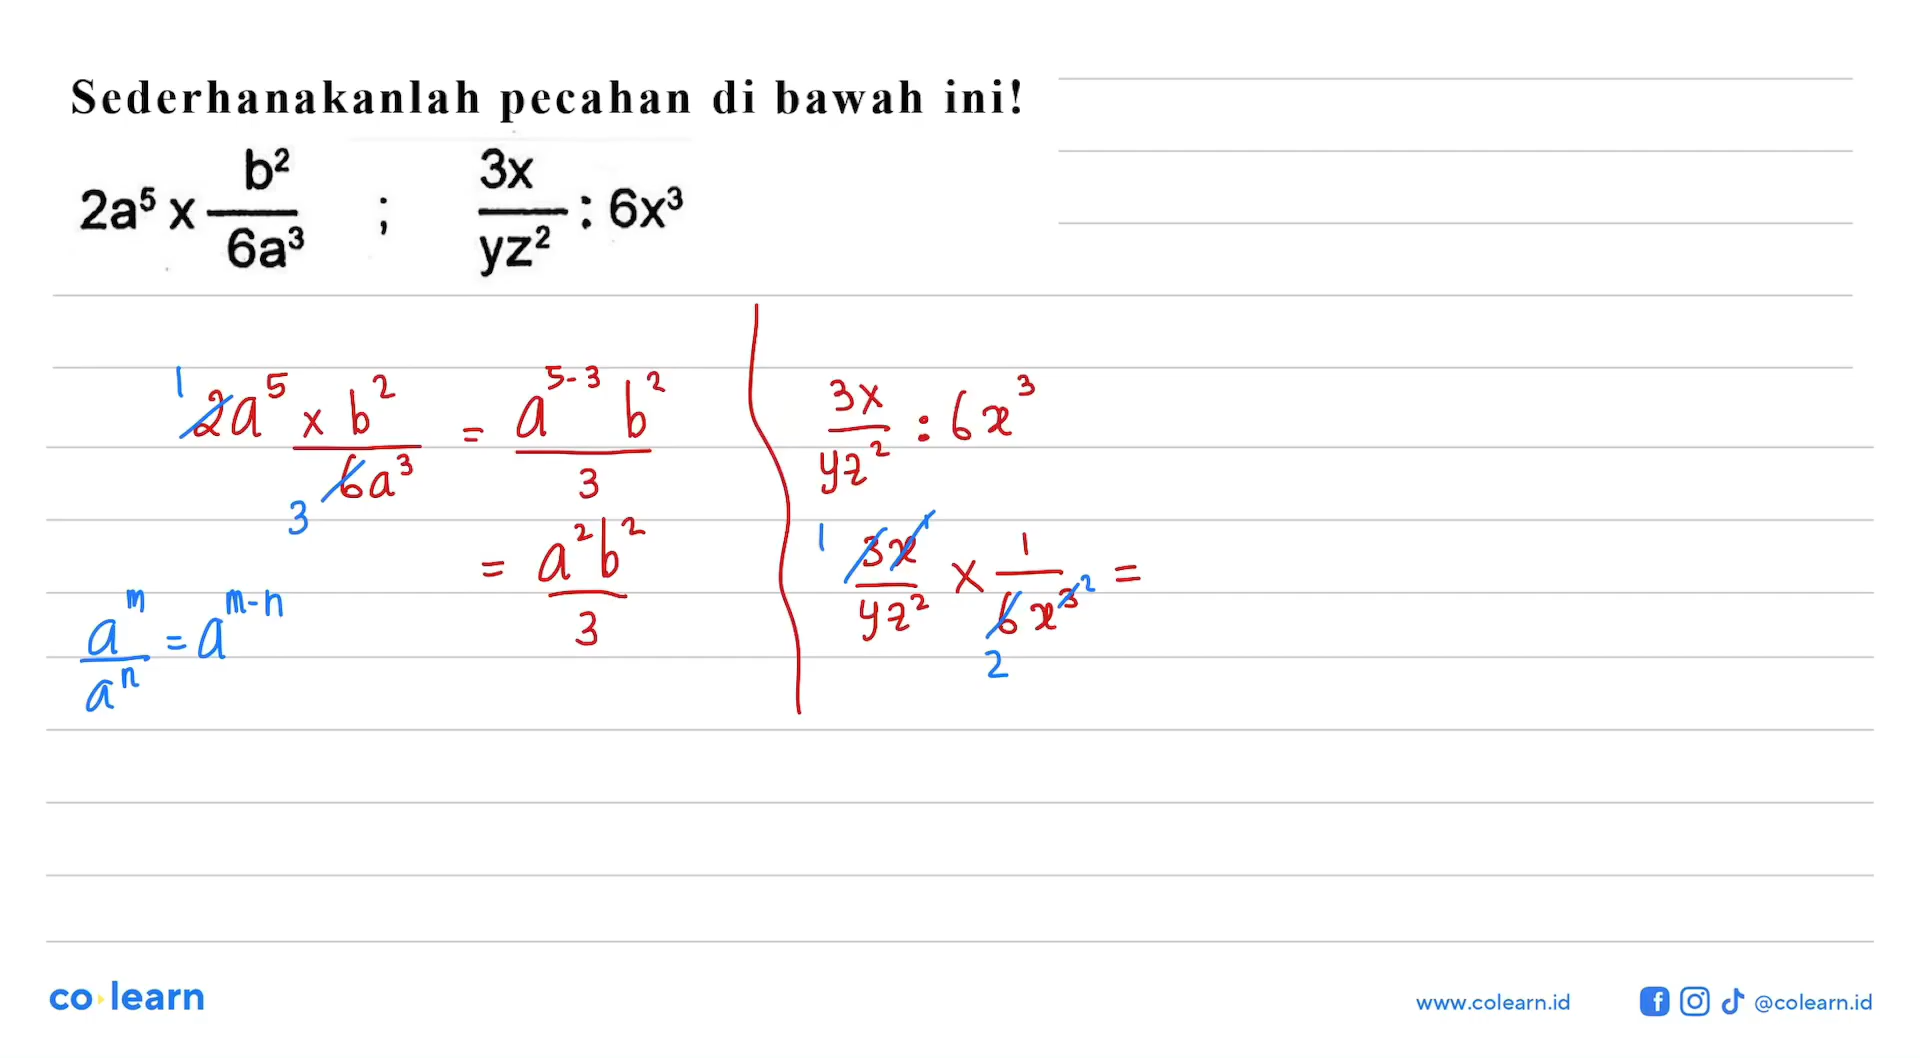 Sederhanakanlah pecahan di bawah ini!
2a⁵ x b²/6a³ ; 3x/yz² : 6x³
1 2a⁵ x b²/6a³ 3 = a⁵⁻³ b²/3
= a²b²/3
aᵐ/aⁿ = aᵐ⁻ⁿ
3x/yz² : 6x³
1 3x/yz² x 1/6x³ 2 2 =
co learn
www.colearn.id
@colearn.id